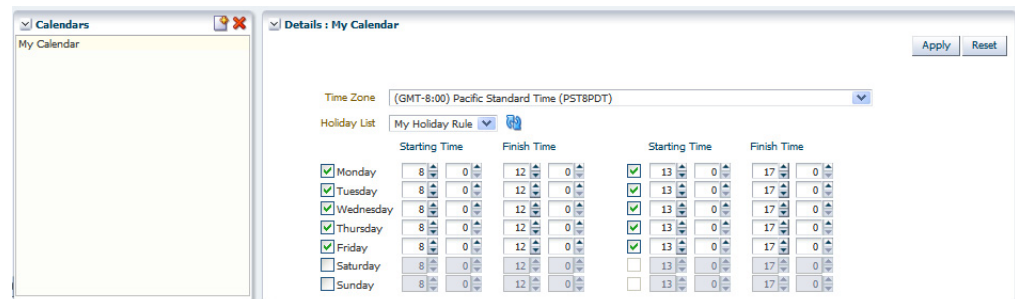 Calendars
My Calendar
Details : My Calendar
Apply Reset
Time Zone (GMT-8:00) Pacific Standard Time (PST8PDT)
Holiday List My Holiday Rule
Starting Time Finish Time Starting Time Finish Time
Monday 8 0 12 0 13 0 17 0
Tuesday 8 0 12 0 13 0 17 0
Wednesday 8 0 12 0 13 0 17 0
Thursday 8 0 12 0 13 0 17 0
Friday 8 0 12 0 13 0 17 0
Saturday 8 0 12 0 13 0 17 0
Sunday 8 0 12 0 13 0 17 0